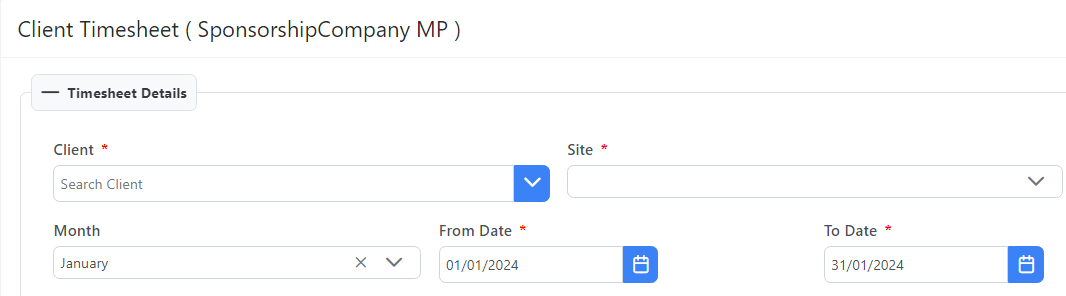 Client Timesheet ( SponsorshipCompany MP )
Timesheet Details
Client *
Site *
Search Client
Month
From Date *
To Date *
January
01/01/2024
31/01/2024